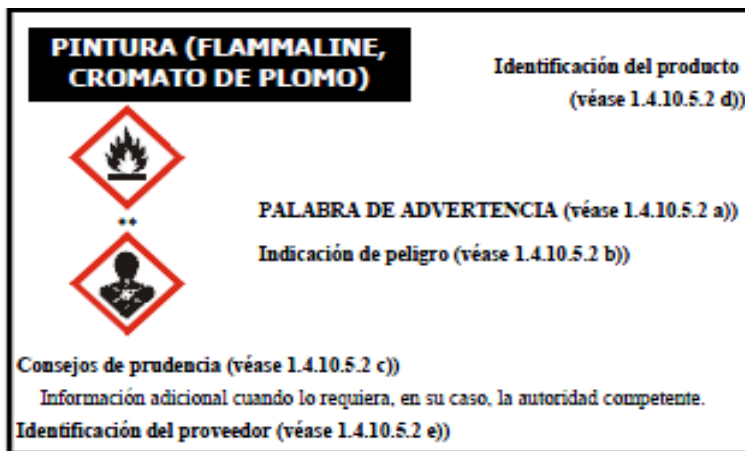 PINTURA (FLAMMALINE,
CROMATO DE PLOMO)
Identificación del producto
(véase 1.4.10.5.2 d))
**
PALABRA DE ADVERTENCIA (véase 1.4.10.5.2 a))
Indicación de peligro (véase 1.4.10.5.2 b))
Consejos de prudencia (véase 1.4.10.5.2 c))
Información adicional cuando lo requiera, en su caso, la autoridad competente.
Identificación del proveedor (véase 1.4.10.5.2 e))